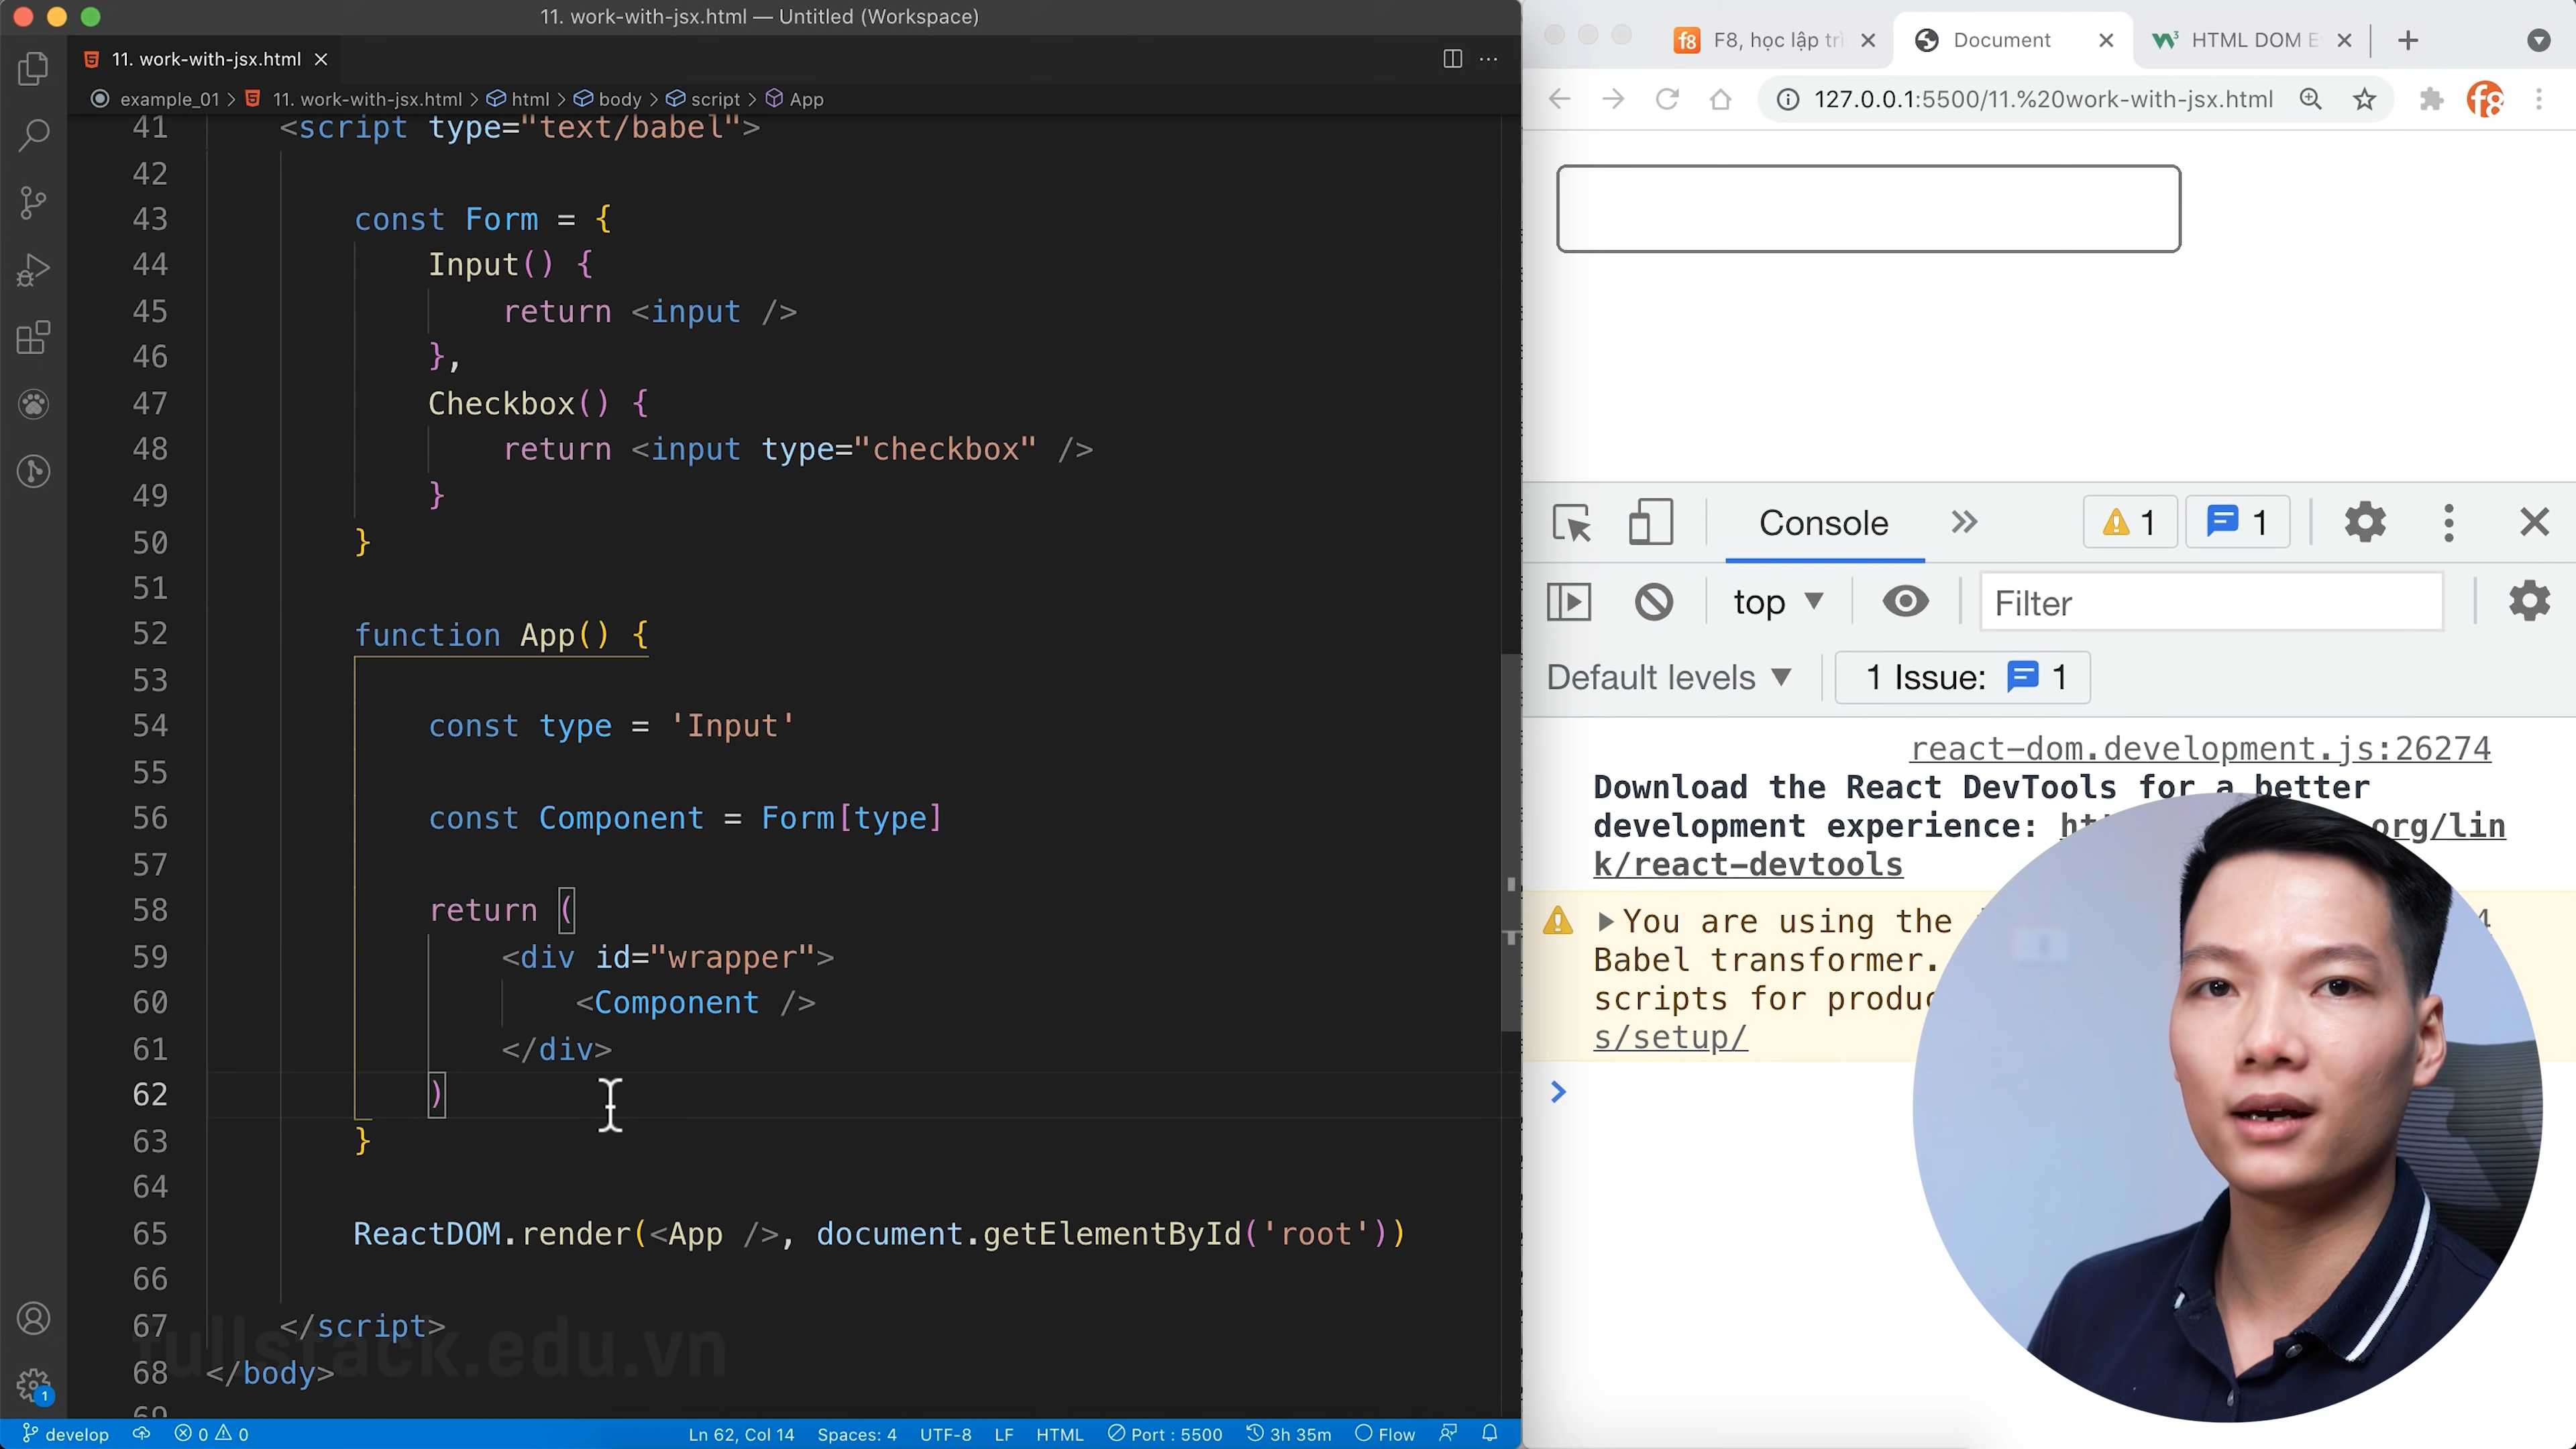 11. work-with-jsx.html — Untitled (Workspace)
11. work-with-jsx.html
example_01 > 11. work-with-jsx.html > html > body > script > App
41 <script type="text/babel">
42
43 const Form = {
44 Input() {
45 return <input />
46 },
47 Checkbox() {
48 return <input type="checkbox" />
49 }
50 }
51
52 function App() {
53
54 const type = 'Input'
55
56 const Component = Form[type]
57
58 return (
59 <div id="wrapper">
60 <Component />
61 </div>
62 )
63 }
64
65 ReactDOM.render(<App />, document.getElementById('root'))
66
67 </script>
68 </body>
69
fullstack.edu.vn
1
develop
0 0
Ln 62, Col 14
Spaces: 4
UTF-8
LF
HTML
Port : 5500
3h 35m
Flow
f8 F8, học lập trì
Document
HTML DOM E
127.0.0.1:5500/11.%20work-with-jsx.html
f8
Console
1
1
top
Filter
Default levels
1 Issue: 1
react-dom.development.js:26274
Download the React DevTools for a better
development experience: org/lin
k/react-devtools
You are using the
Babel transformer.
scripts for
s/setup/